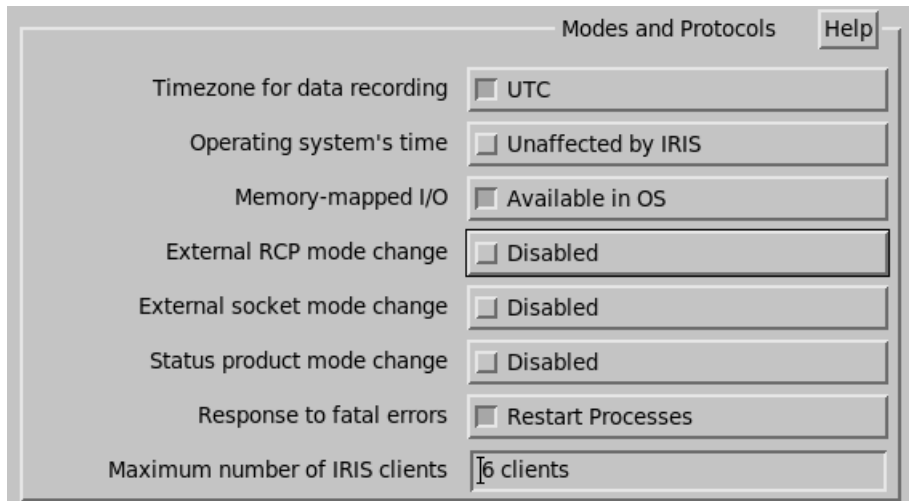 Modes and Protocols Help
Timezone for data recording UTC
Operating system's time Unaffected by IRIS
Memory-mapped I/O Available in OS
External RCP mode change Disabled
External socket mode change Disabled
Status product mode change Disabled
Response to fatal errors Restart Processes
Maximum number of IRIS clients 6 clients